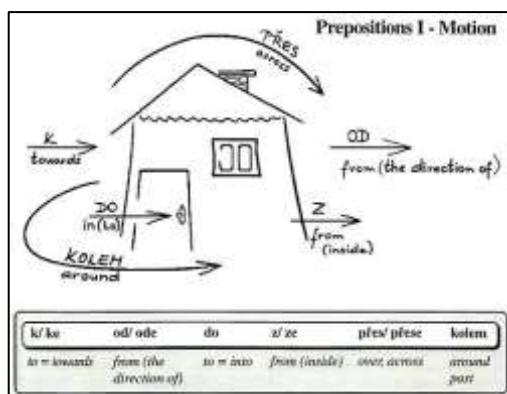 Prepositions I - Motion
PŘES
across
K
towards
OD
from (the direction of)
DO
in(to)
Z
from
(inside)
KOLEM
around
k/ ke od/ ode do z/ ze přes/ přese kolem
to = towards from (the to = into from (inside) over, across around
direction of) past